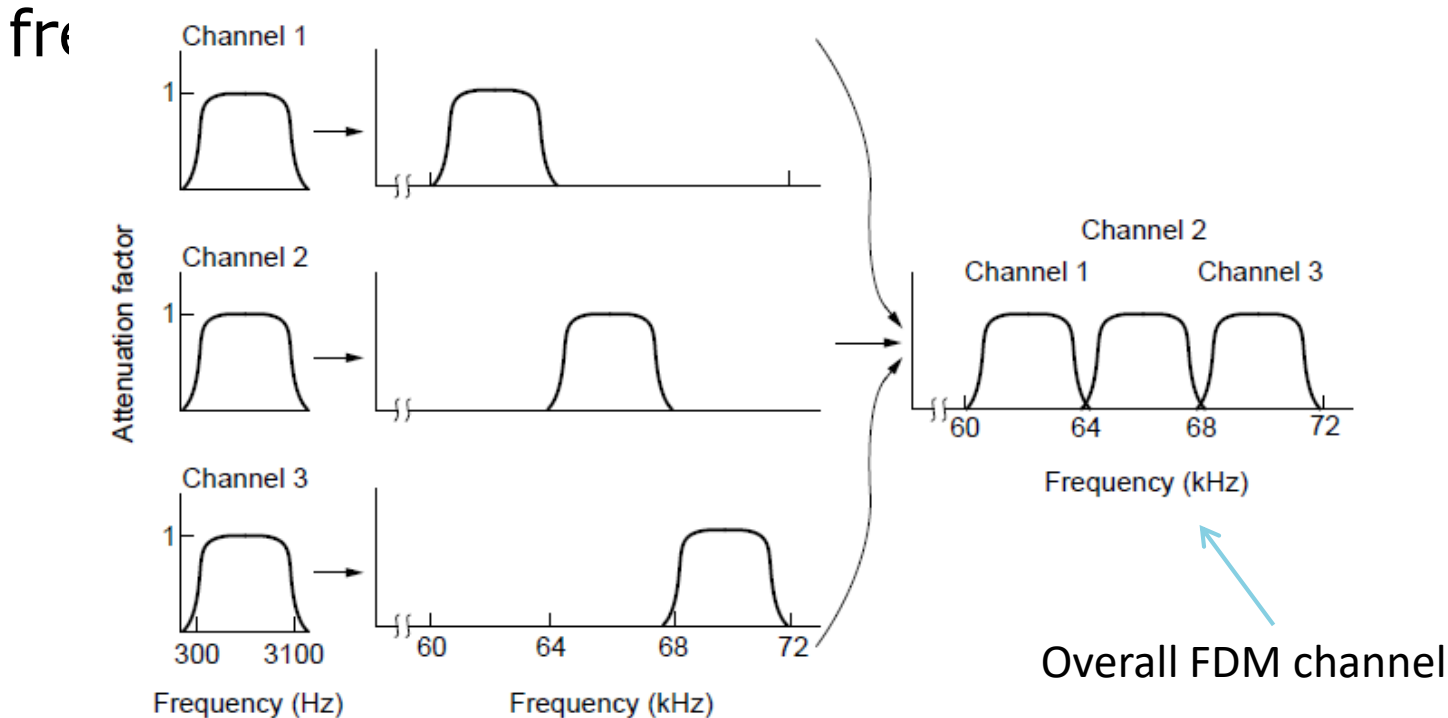 Channel 1
1
Attenuation factor
Channel 2
1
Channel 3
1
300 3100
Frequency (Hz)
60 64 68 72
Frequency (kHz)
Channel 2
Channel 1 Channel 3
60 64 68 72
Frequency (kHz)
Overall FDM channel